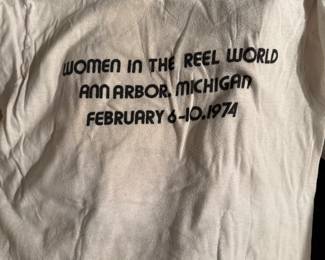 WOMEN IN THE REEL WORLD
ANN ARBOR, MICHIGAN
FEBRUARY 6-10, 1974